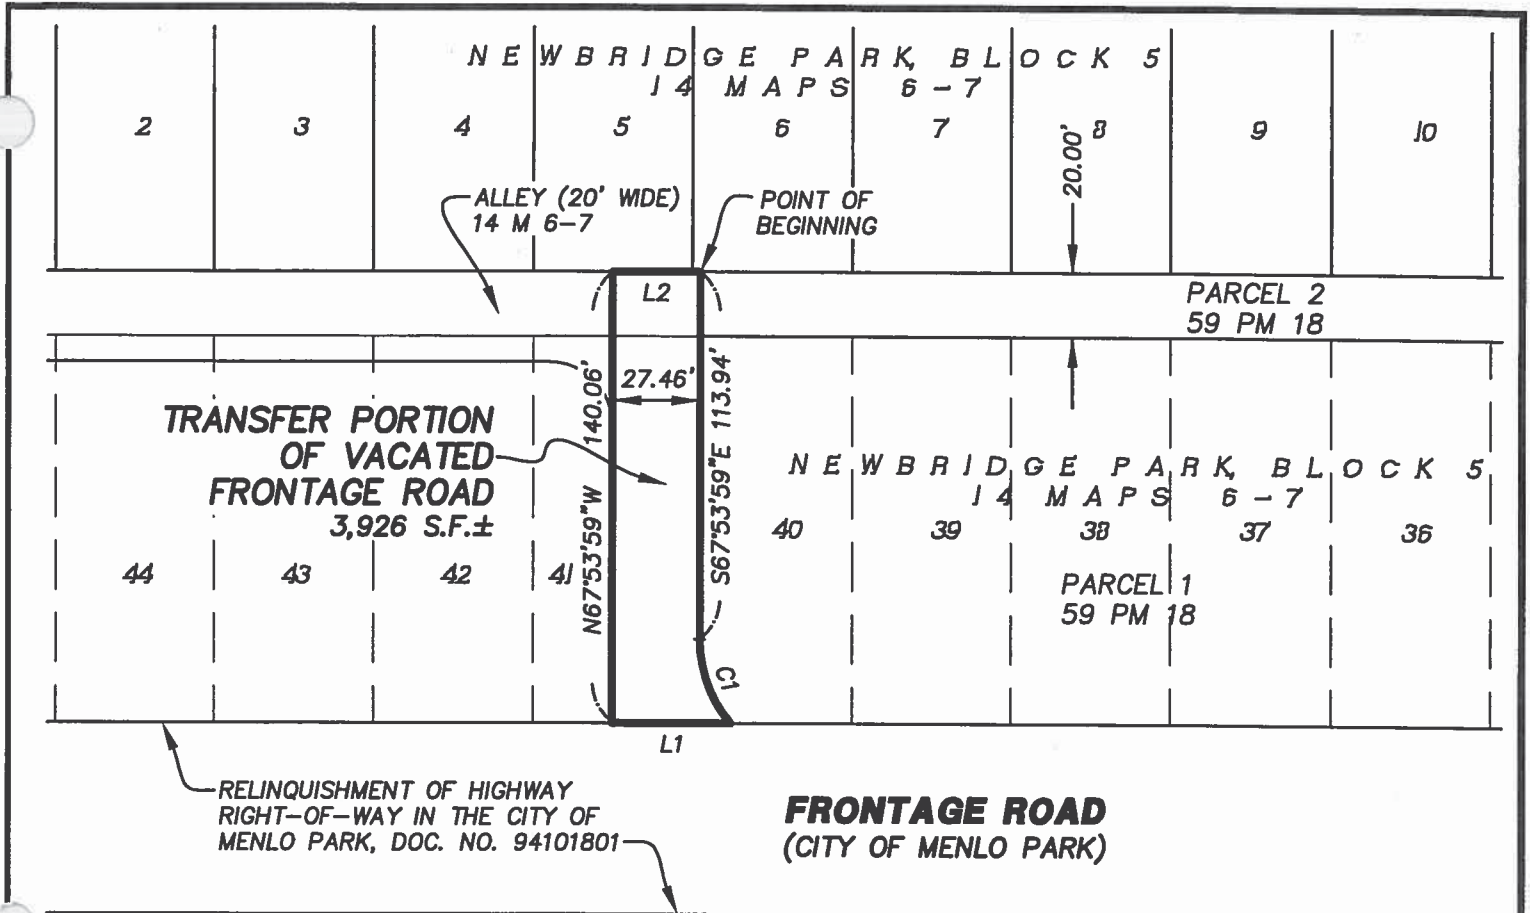 NEWBRIDGE PARK, BLOCK 5
14 MAPS 6-7
2 3 4 5 6 7 8 9 10
20.00'
ALLEY (20' WIDE)
14 M 6-7
POINT OF
BEGINNING
L2
PARCEL 2
59 PM 18
27.46'
140.06'
N67°53'59"W
S67°53'59"E 113.94'
TRANSFER PORTION
OF VACATED
FRONTAGE ROAD
3,926 S.F.±
NEWBRIDGE PARK, BLOCK 5
14 MAPS 6-7
40 39 38 37 36
44 43 42 41
PARCEL 1
59 PM 18
C1
L1
RELINQUISHMENT OF HIGHWAY
RIGHT-OF-WAY IN THE CITY OF
MENLO PARK, DOC. NO. 94101801
FRONTAGE ROAD
(CITY OF MENLO PARK)